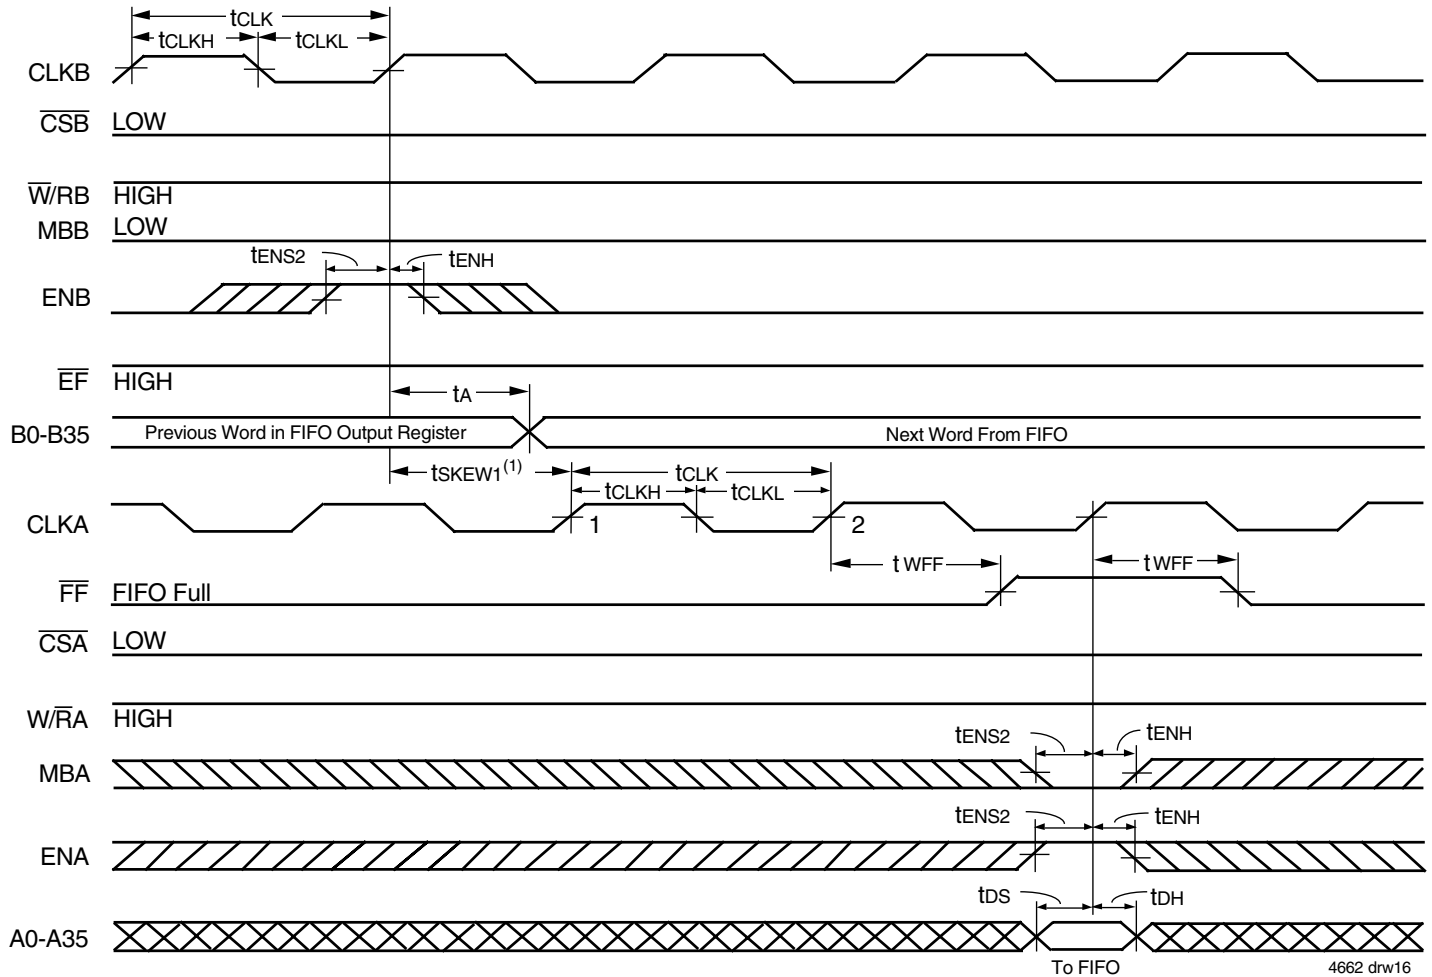 tCLK
tCLKH tCLKL
CLKB
CSB LOW
W/RB HIGH
MBB LOW
tENS2 tENH
ENB
EF HIGH
tA
B0-B35 Previous Word in FIFO Output Register Next Word From FIFO
tSKEW1(1) tCLK
tCLKH tCLKL
CLKA 1 2
tWFF tWFF
FF FIFO Full
CSA LOW
W/RA HIGH
tENS2 tENH
MBA
tENS2 tENH
ENA
tDS tDH
A0-A35
To FIFO 4662 drw16